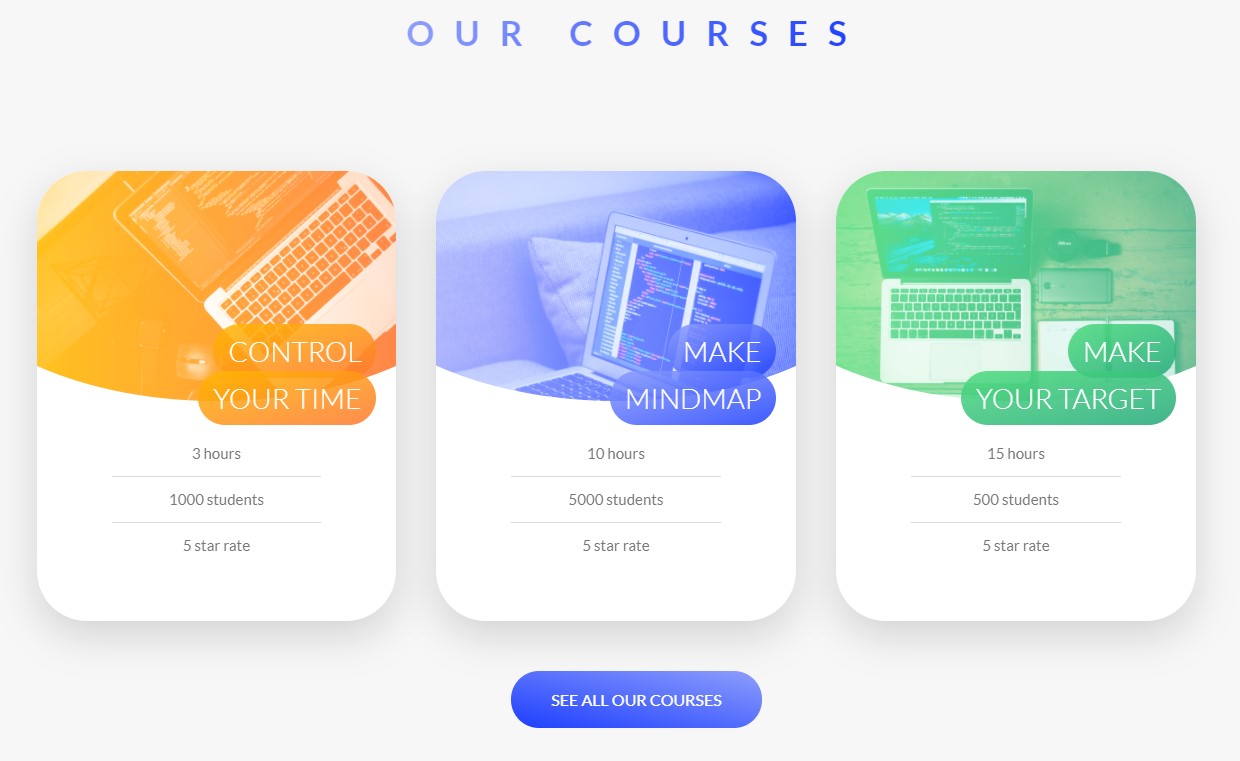 OUR COURSES
CONTROL
YOUR TIME
3 hours
1000 students
5 star rate
MAKE
MINDMAP
10 hours
5000 students
5 star rate
MAKE
YOUR TARGET
15 hours
500 students
5 star rate
SEE ALL OUR COURSES